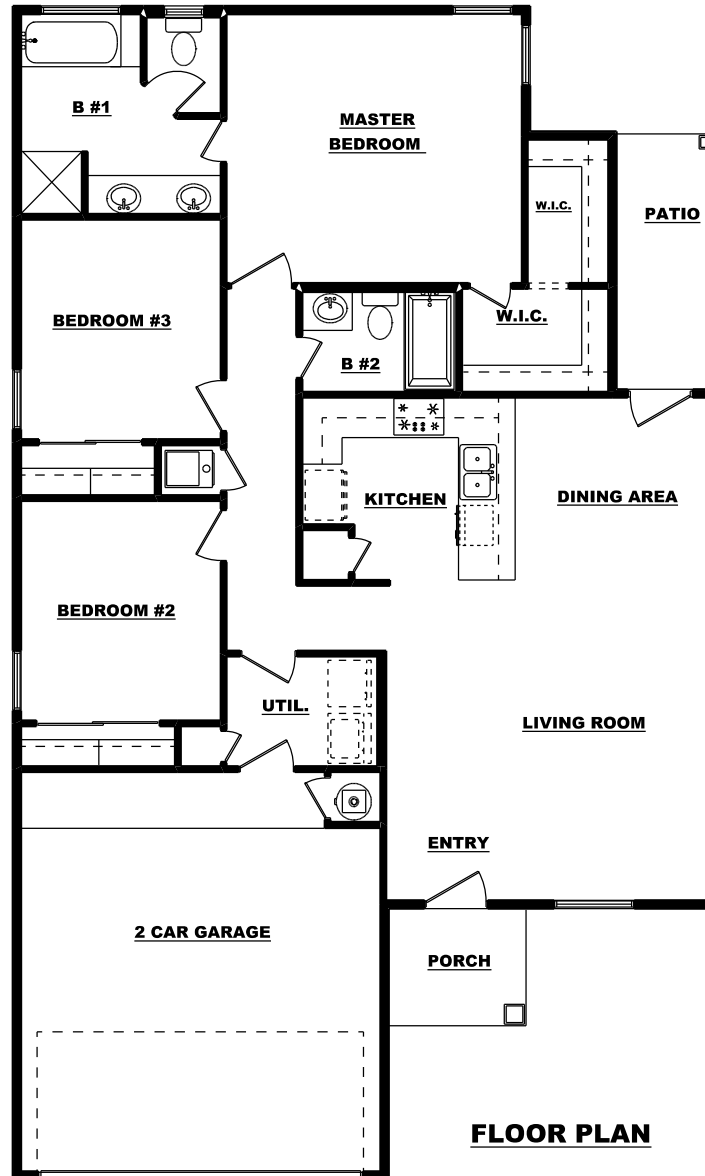 B #1
MASTER
BEDROOM
W.I.C.
PATIO
BEDROOM #3
W.I.C.
B #2
KITCHEN
DINING AREA
BEDROOM #2
UTIL.
LIVING ROOM
ENTRY
2 CAR GARAGE
PORCH
FLOOR PLAN